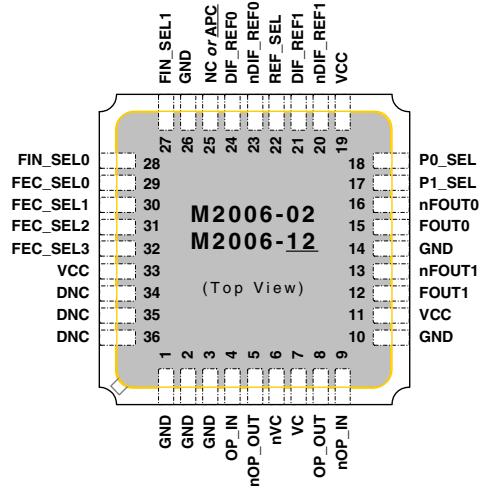 FIN_SEL1
GND
NC or APC
DIF_REF0
nDIF_REF0
REF_SEL
DIF_REF1
nDIF_REF1
VCC
27
26
25
24
23
22
21
20
19
FIN_SEL0 28
FEC_SEL0 29
FEC_SEL1 30
FEC_SEL2 31
FEC_SEL3 32
VCC 33
DNC 34
DNC 35
DNC 36
M2006-02
M2006-12
(Top View)
18 P0_SEL
17 P1_SEL
16 nFOUT0
15 FOUT0
14 GND
13 nFOUT1
12 FOUT1
11 VCC
10 GND
1
2
3
4
5
6
7
8
9
GND
GND
GND
OP_IN
nOP_OUT
nVC
VC
OP_OUT
nOP_IN